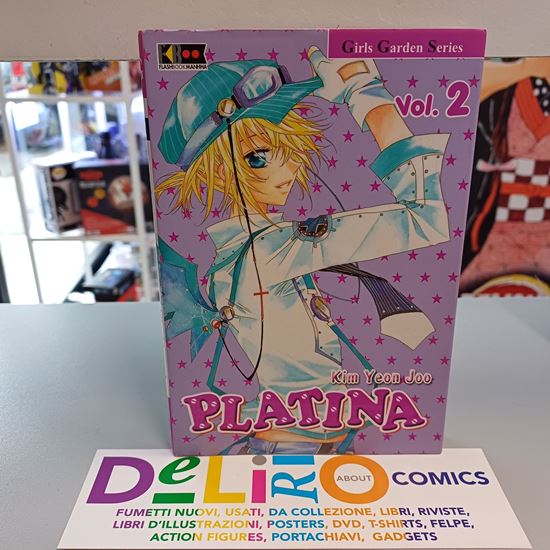 FLASHBOOK MANHWA
Girls Garden Series
Vol. 2
Kim Yeon Joo
PLATINA
DeLiRiO ABOUT COMICS
FUMETTI NUOVI, USATI, DA COLLEZIONE, LIBRI, RIVISTE,
LIBRI D'ILLUSTRAZIONI, POSTERS, DVD, T-SHIRTS, FELPE,
ACTION FIGURES, PORTACHIAVI, GADGETS